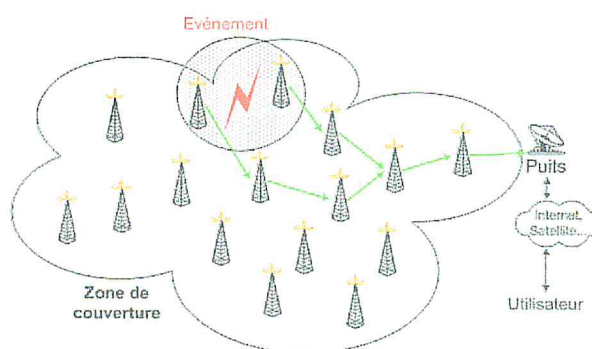 Evénement
Puits
Internet,
Satellite...
Zone de
couverture
Utilisateur